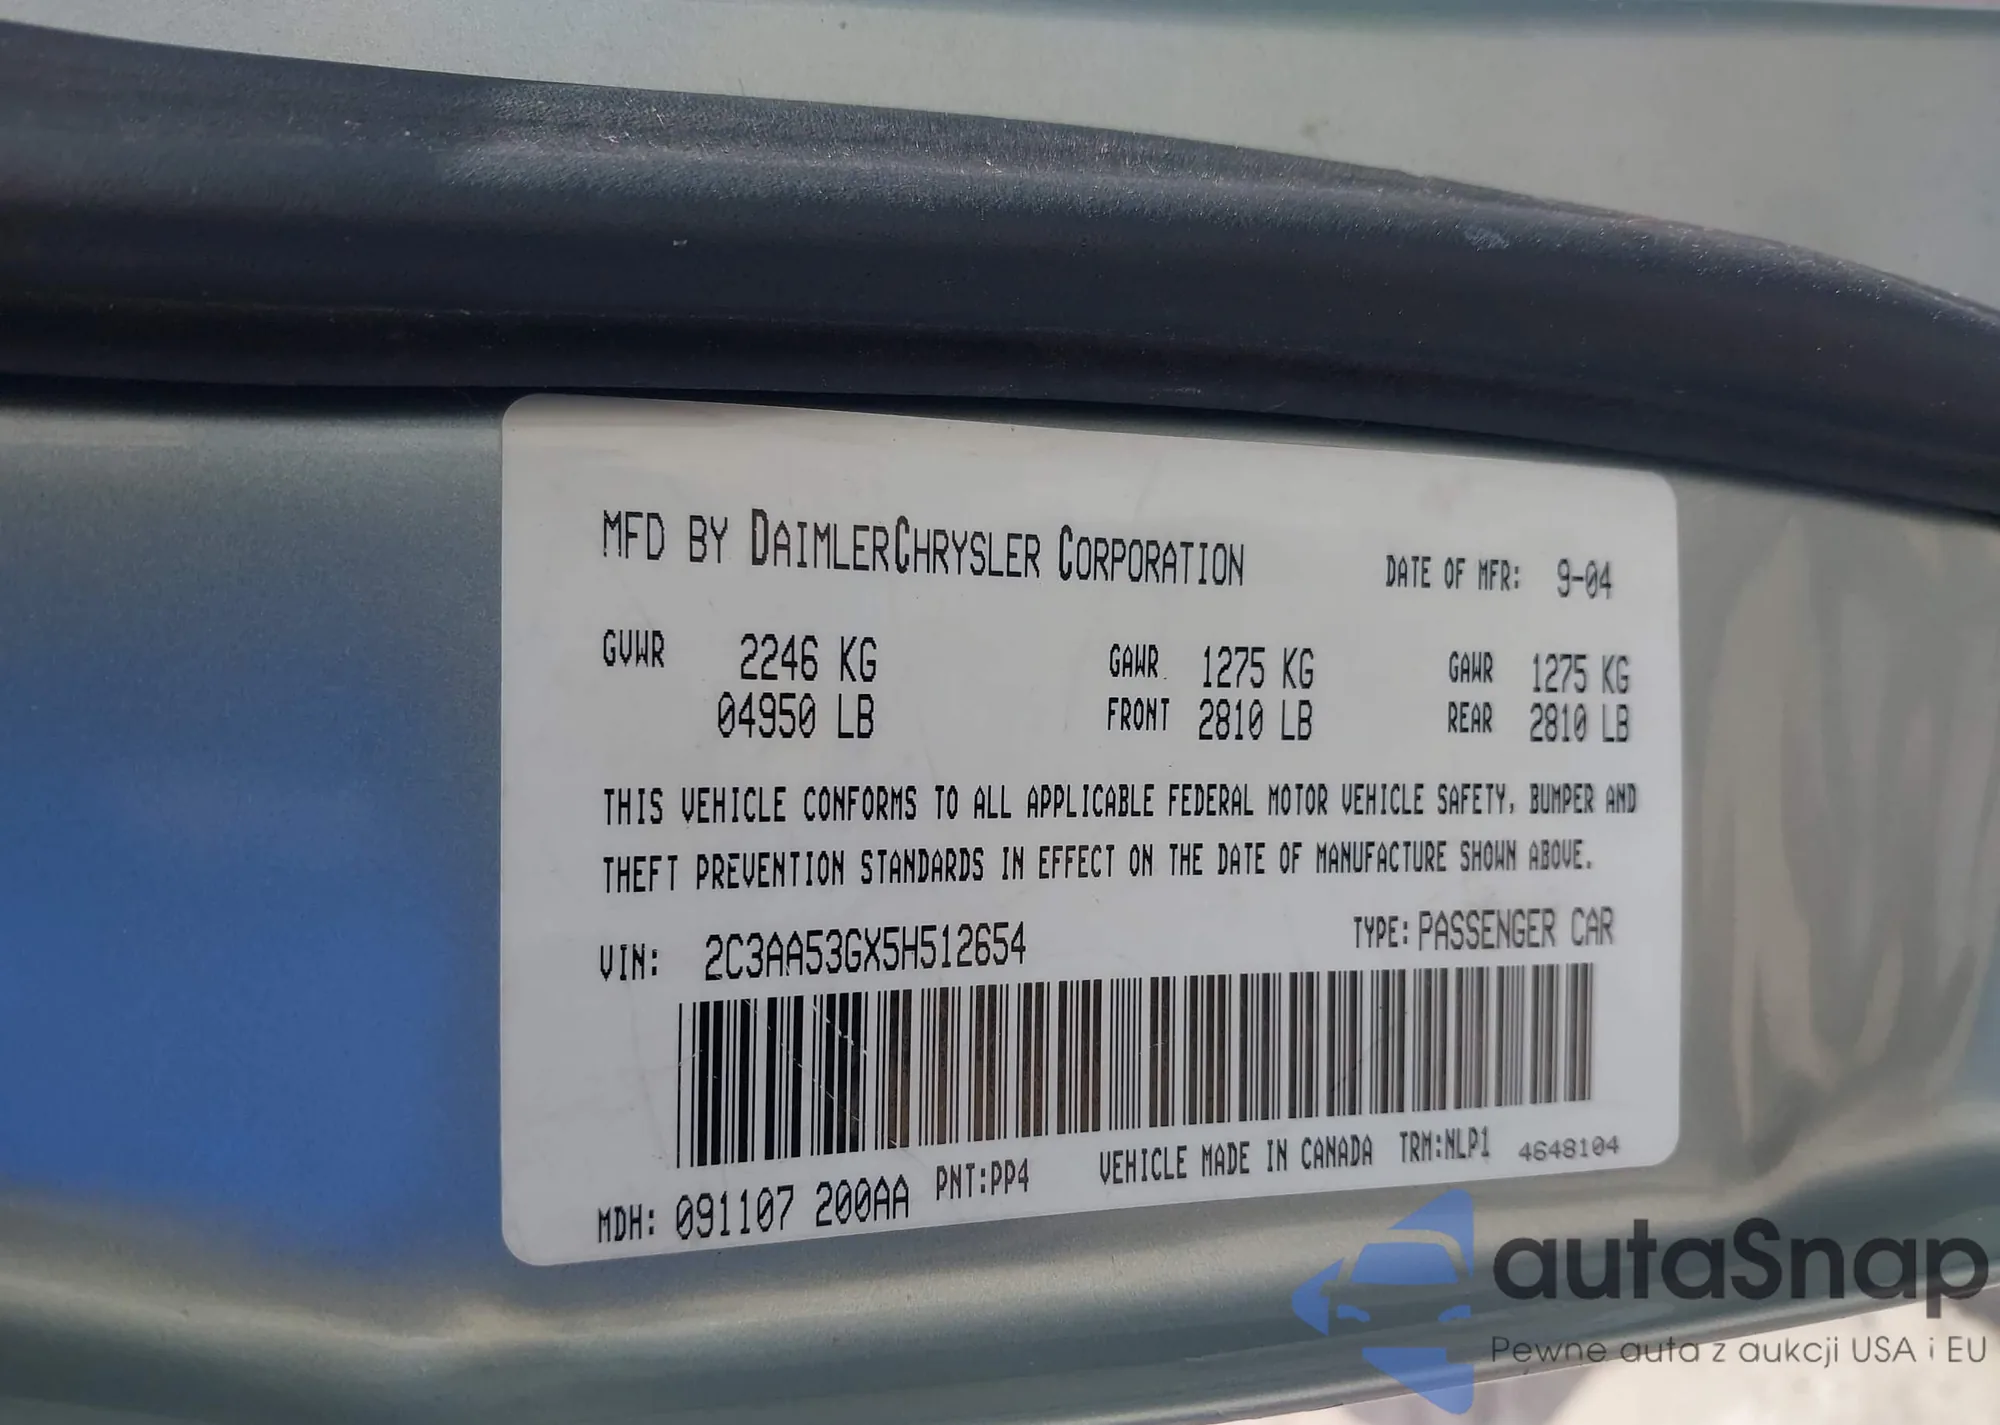 MFD BY DAIMLERCHRYSLER CORPORATION DATE OF MFR: 9-04
GVWR 2246 KG GAWR 1275 KG GAWR 1275 KG
04950 LB FRONT 2810 LB REAR 2810 LB
THIS VEHICLE CONFORMS TO ALL APPLICABLE FEDERAL MOTOR VEHICLE SAFETY, BUMPER AND
THEFT PREVENTION STANDARDS IN EFFECT ON THE DATE OF MANUFACTURE SHOWN ABOVE.
VIN: 2C3AA53GX5H512654 TYPE: PASSENGER CAR
MDH: 091107 200AA PNT:PP4 VEHICLE MADE IN CANADA TRM:NLP1 4648104
autaSnap
Pewne auta z aukcji USA i EU